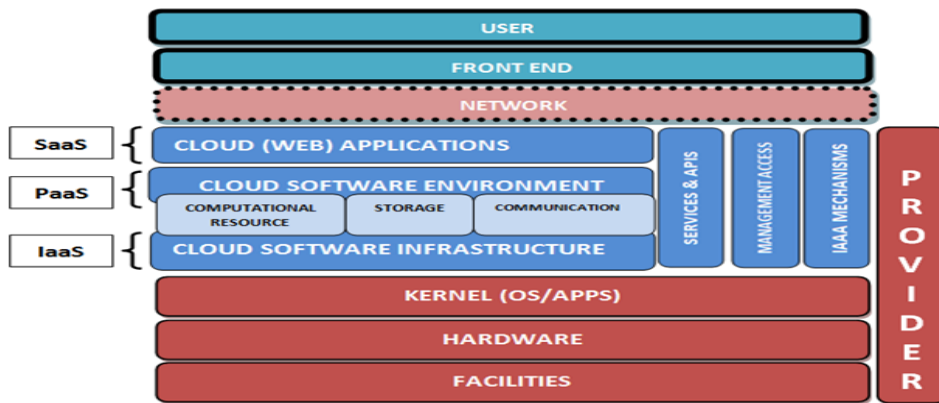 USER
FRONT END
NETWORK
SaaS
CLOUD (WEB) APPLICATIONS
PaaS
CLOUD SOFTWARE ENVIRONMENT
COMPUTATIONAL
RESOURCE
STORAGE
COMMUNICATION
IaaS
CLOUD SOFTWARE INFRASTRUCTURE
SERVICES & APIS
MANAGEMENT ACCESS
IAAA MECHANISMS
PROVIDER
KERNEL (OS/APPS)
HARDWARE
FACILITIES